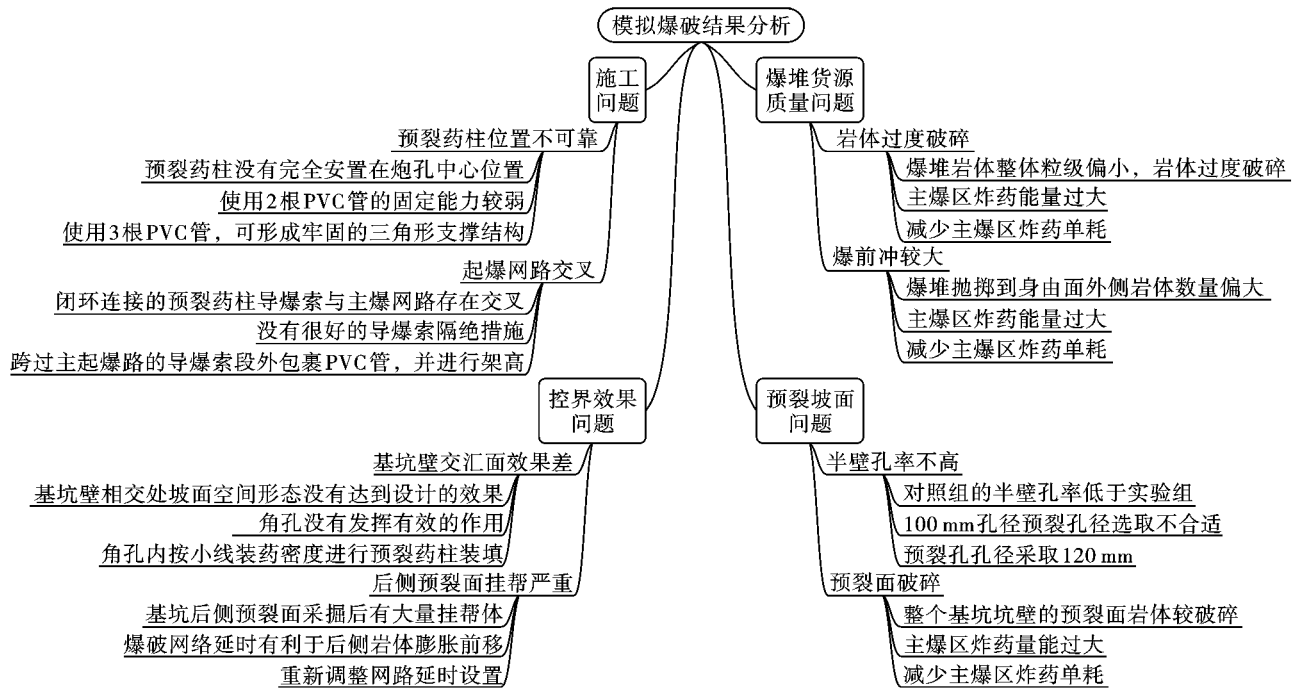 模拟爆破结果分析
施工
问题
预裂药柱位置不可靠
预裂药柱没有完全安置在炮孔中心位置
使用2根PVC管的固定能力较弱
使用3根PVC管，可形成牢固的三角形支撑结构
起爆网路交叉
闭环连接的预裂药柱导爆索与主爆网路存在交叉
没有很好的导爆索隔绝措施
跨过主起爆路的导爆索段外包裹PVC管，并进行架高
控界效果
问题
基坑壁交汇面效果差
基坑壁相交处坡面空间形态没有达到设计的效果
角孔没有发挥有效的作用
角孔内按小线装药密度进行预裂药柱装填
后侧预裂面挂帮严重
基坑后侧预裂面采掘后有大量挂帮体
爆破网络延时有利于后侧岩体膨胀前移
重新调整网路延时设置
爆堆货源
质量问题
岩体过度破碎
爆堆岩体整体粒级偏小，岩体过度破碎
主爆区炸药能量过大
减少主爆区炸药单耗
爆前冲较大
爆堆抛掷到身由面外侧岩体数量偏大
主爆区炸药能量过大
减少主爆区炸药单耗
预裂坡面
问题
半壁孔率不高
对照组的半壁孔率低于实验组
100 mm孔径预裂孔径选取不合适
预裂孔孔径采取120 mm
预裂面破碎
整个基坑坑壁的预裂面岩体较破碎
主爆区炸药量能过大
减少主爆区炸药单耗